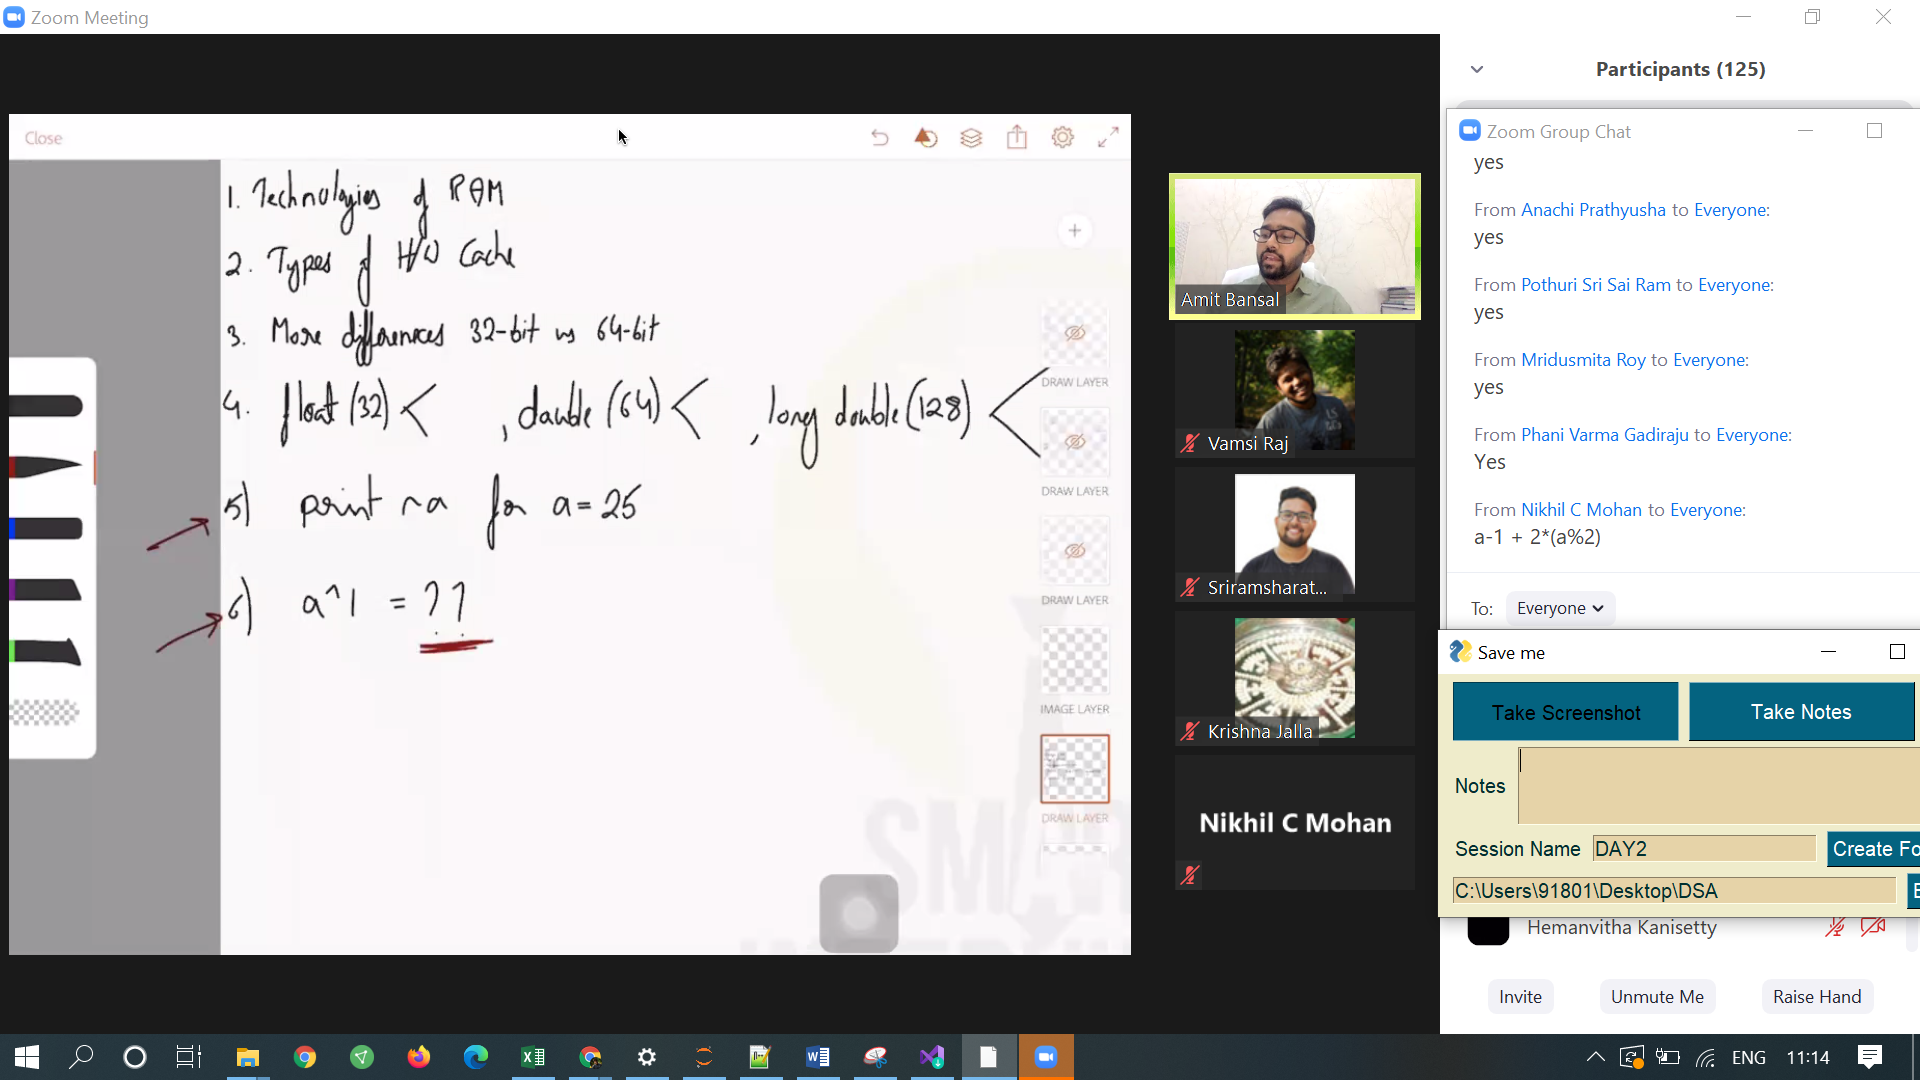 Zoom Meeting
Close
1. Technologies of RAM
2. Types of H/W Cache
3. More differences 32-bit vs 64-bit
4. float (32) < , double (64) < , long double (128) <
5) print ~a for a = 25
6) a^1 = ??
DRAW LAYER
DRAW LAYER
DRAW LAYER
IMAGE LAYER
DRAW LAYER
SMAR
Amit Bansal
Vamsi Raj
Sriramsharat...
Krishna Jalla
Nikhil C Mohan
Participants (125)
Zoom Group Chat
yes
From Anachi Prathyusha to Everyone:
yes
From Pothuri Sri Sai Ram to Everyone:
yes
From Mridusmita Roy to Everyone:
yes
From Phani Varma Gadiraju to Everyone:
Yes
From Nikhil C Mohan to Everyone:
a-1 + 2*(a%2)
To: Everyone
Save me
Take Screenshot Take Notes
Notes
Session Name DAY2 Create Fo
C:\Users\91801\Desktop\DSA
Hemanvitha Kanisetty
Invite Unmute Me Raise Hand
ENG 11:14